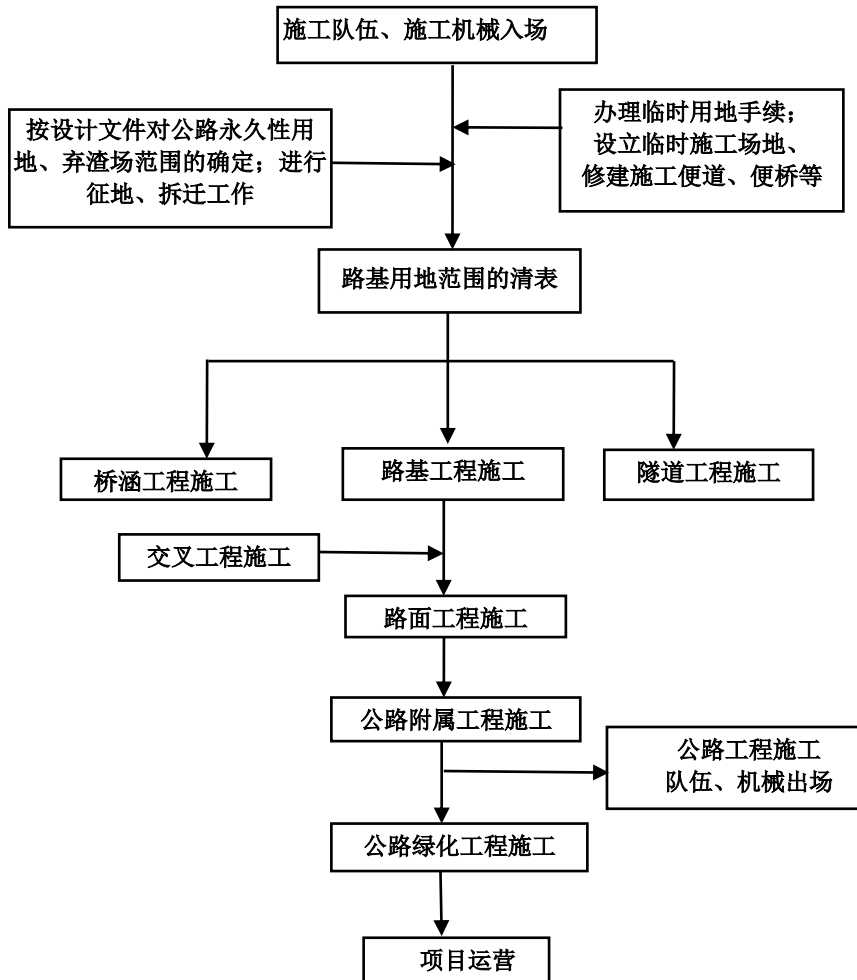 施工队伍、施工机械入场
按设计文件对公路永久性用
地、弃渣场范围的确定；进行
征地、拆迁工作
办理临时用地手续；
设立临时施工场地、
修建施工便道、便桥等
路基用地范围的清表
桥涵工程施工
路基工程施工
隧道工程施工
交叉工程施工
路面工程施工
公路附属工程施工
公路工程施工
队伍、机械出场
公路绿化工程施工
项目运营